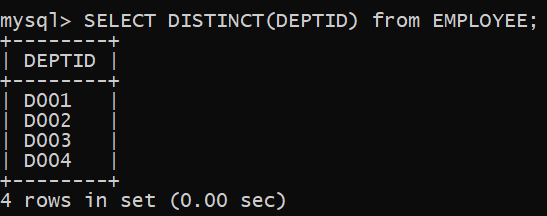 mysql> SELECT DISTINCT(DEPTID) from EMPLOYEE;
+--------+
| DEPTID |
+--------+
| D001   |
| D002   |
| D003   |
| D004   |
+--------+
4 rows in set (0.00 sec)